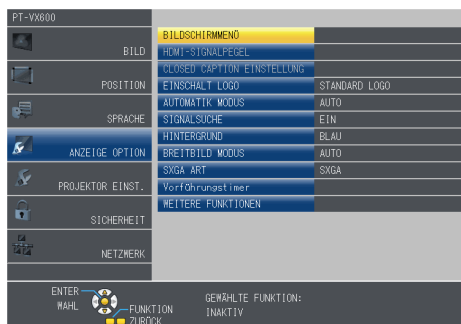 PT-VX600
BILD
POSITION
SPRACHE
ANZEIGE OPTION
PROJEKTOR EINST.
SICHERHEIT
NETZWERK
BILDSCHIRMMENÜ
HDMI-SIGNALPEGEL
CLOSED CAPTION EINSTELLUNG
EINSCHALT LOGO STANDARD LOGO
AUTOMATIK MODUS AUTO
SIGNALSUCHE EIN
HINTERGRUND BLAU
BREITBILD MODUS AUTO
SXGA ART SXGA
Vorführungstimer
WEITERE FUNKTIONEN
ENTER
WAHL
FUNKTION
ZURÜCK
GEWÄHLTE FUNKTION:
INAKTIV